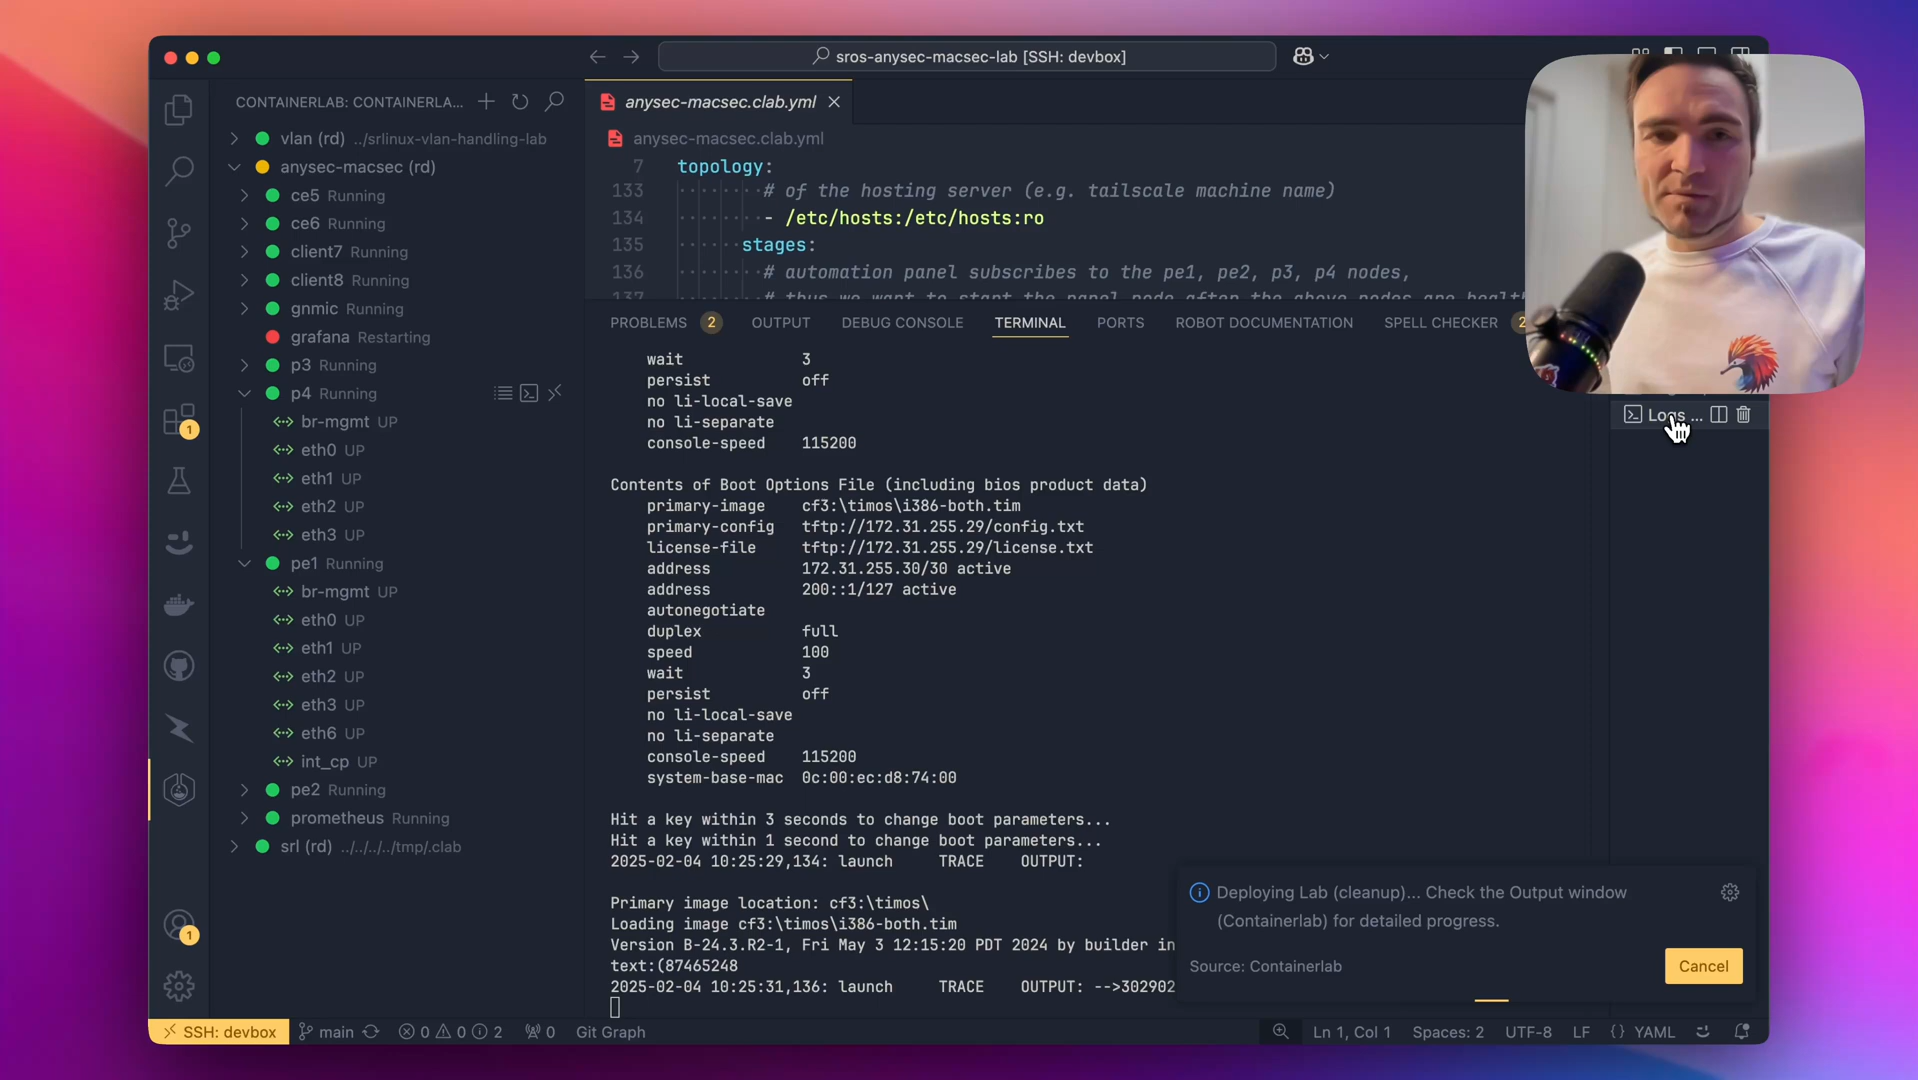 sros-anysec-macsec-lab [SSH: devbox]
CONTAINERLAB: CONTAINERLA...
vlan (rd) ../srlinux-vlan-handling-lab
anysec-macsec (rd)
ce5 Running
ce6 Running
client7 Running
client8 Running
gnmic Running
grafana Restarting
p3 Running
p4 Running
br-mgmt UP
eth0 UP
eth1 UP
eth2 UP
eth3 UP
pe1 Running
br-mgmt UP
eth0 UP
eth1 UP
eth2 UP
eth3 UP
eth6 UP
int_cp UP
pe2 Running
prometheus Running
srl (rd) ../../../../tmp/.clab
1
1
anysec-macsec.clab.yml
anysec-macsec.clab.yml
7 topology:
133 # of the hosting server (e.g. tailscale machine name)
134 - /etc/hosts:/etc/hosts:ro
135 stages:
136 # automation panel subscribes to the pe1, pe2, p3, p4 nodes,
137 # thus we want to start the panel node after the above nodes are
PROBLEMS 2 OUTPUT DEBUG CONSOLE TERMINAL PORTS ROBOT DOCUMENTATION SPELL CHECKER 2
wait 3
persist off
no li-local-save
no li-separate
console-speed 115200
Contents of Boot Options File (including bios product data)
primary-image cf3:\timos\i386-both.tim
primary-config tftp://172.31.255.29/config.txt
license-file tftp://172.31.255.29/license.txt
address 172.31.255.30/30 active
address 200::1/127 active
autonegotiate
duplex full
speed 100
wait 3
persist off
no li-local-save
no li-separate
console-speed 115200
system-base-mac 0c:00:ec:d8:74:00
Hit a key within 3 seconds to change boot parameters...
Hit a key within 1 second to change boot parameters...
2025-02-04 10:25:29,134: launch TRACE OUTPUT:
Primary image location: cf3:\timos\
Loading image cf3:\timos\i386-both.tim
Version B-24.3.R2-1, Fri May 3 12:15:20 PDT 2024 by builder in
text:(87465248
2025-02-04 10:25:31,136: launch TRACE OUTPUT: -->302902
Logs ...
Deploying Lab (cleanup)... Check the Output window
(Containerlab) for detailed progress.
Source: Containerlab
Cancel
SSH: devbox main 0 0 2 0 Git Graph Ln 1, Col 1 Spaces: 2 UTF-8 LF {} YAML